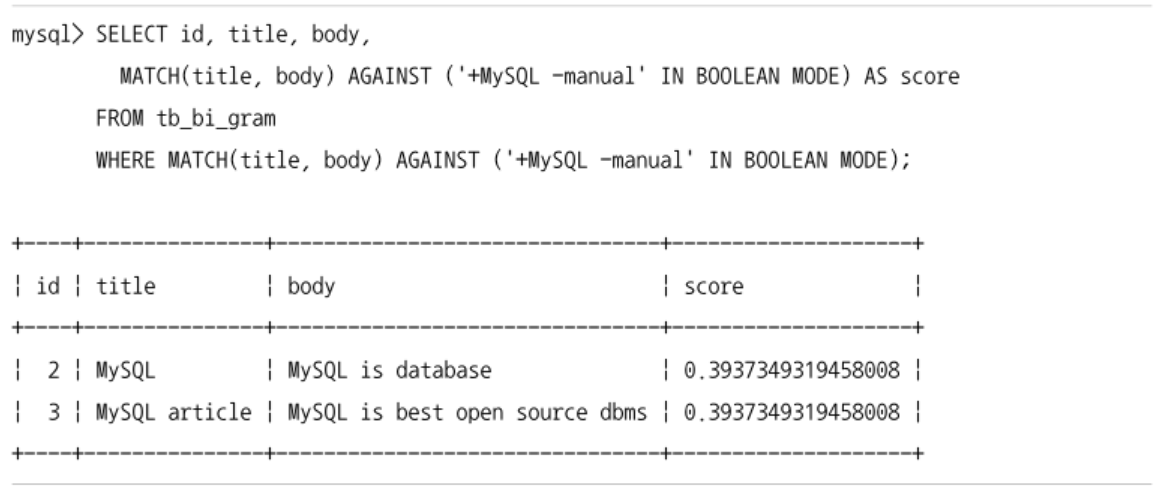 mysql> SELECT id, title, body,
MATCH(title, body) AGAINST ('+MySQL -manual' IN BOOLEAN MODE) AS score
FROM tb_bi_gram
WHERE MATCH(title, body) AGAINST ('+MySQL -manual' IN BOOLEAN MODE);
+----+---------------+--------------------------------+--------------------+
| id | title | body | score |
+----+---------------+--------------------------------+--------------------+
| 2 | MySQL | MySQL is database | 0.3937349319458008 |
| 3 | MySQL article | MySQL is best open source dbms | 0.3937349319458008 |
+----+---------------+--------------------------------+--------------------+